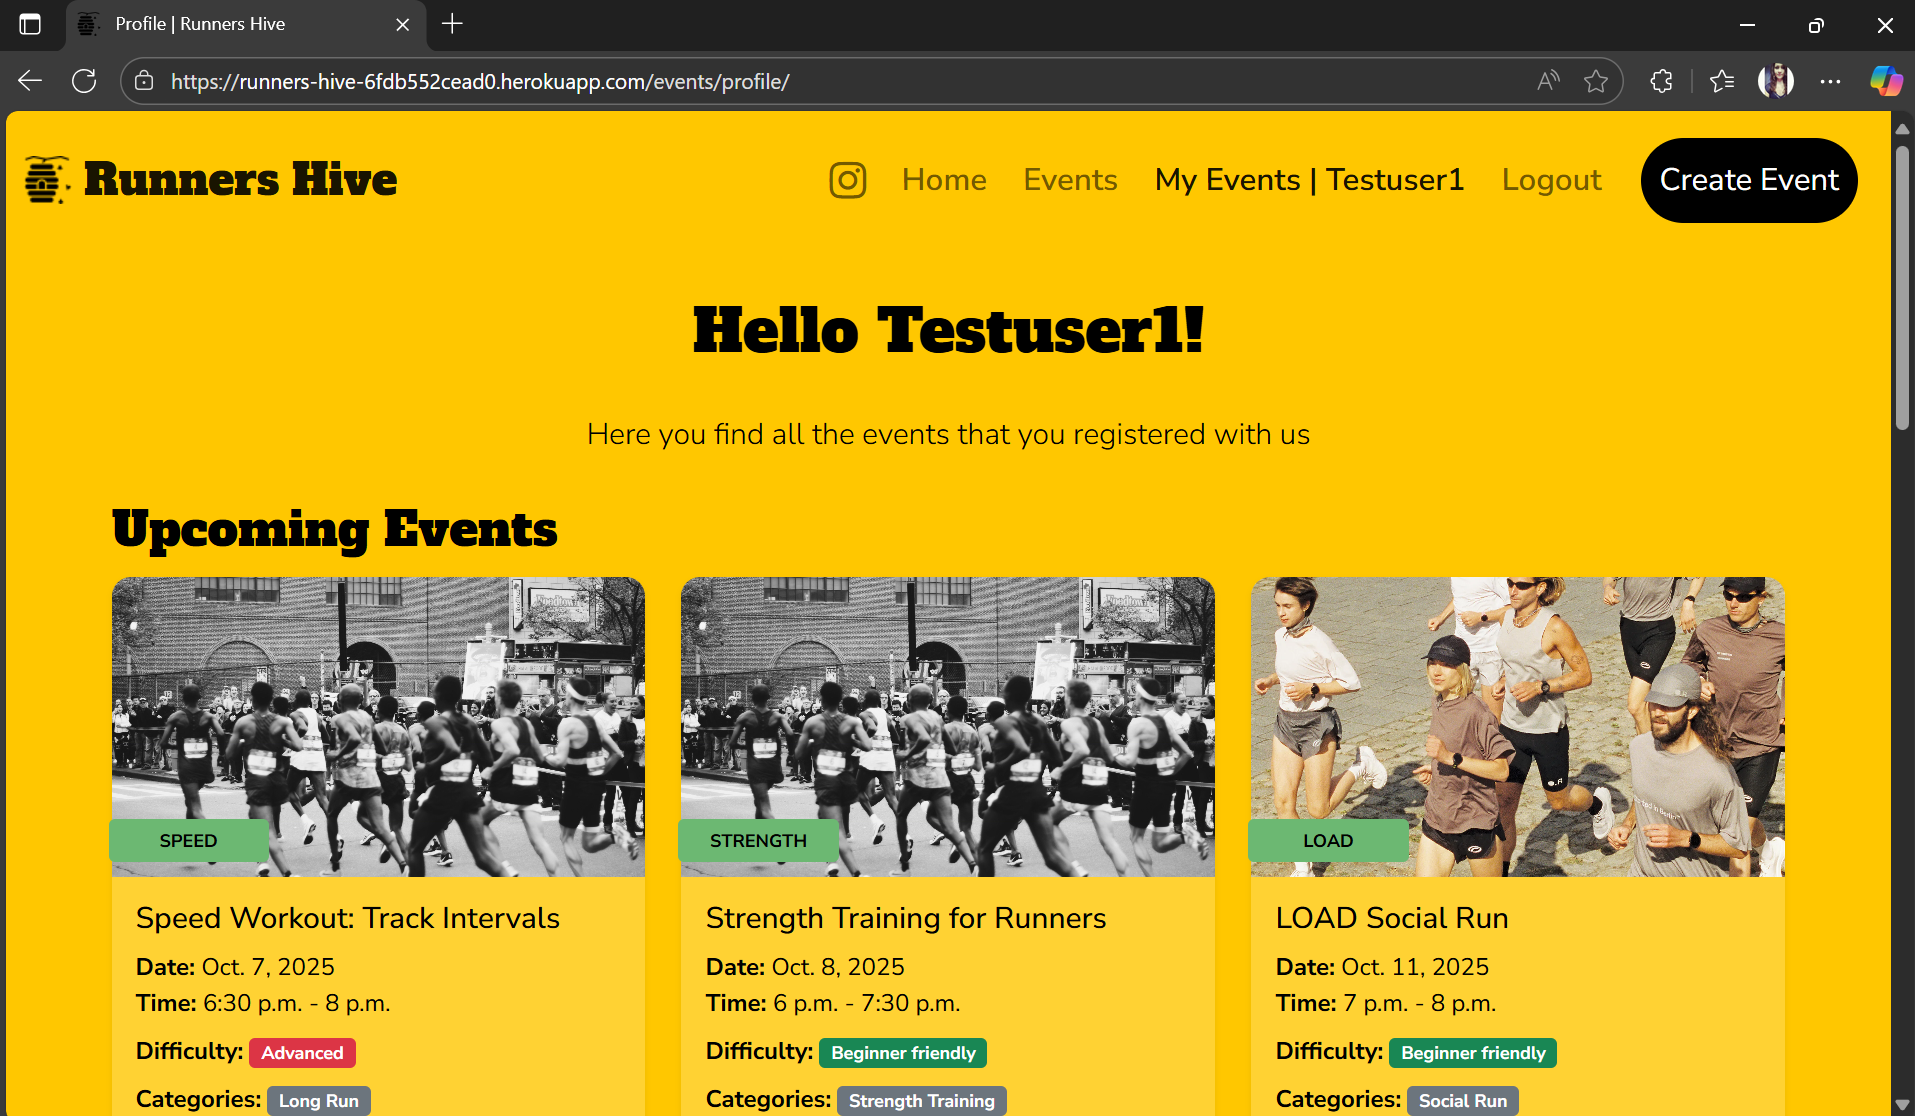 Profile | Runners Hive
https://runners-hive-6fdb552cead0.herokuapp.com/events/profile/
Runners Hive
Home
Events
My Events | Testuser1
Logout
Create Event
Hello Testuser1!
Here you find all the events that you registered with us
Upcoming Events
SPEED
Speed Workout: Track Intervals
Date: Oct. 7, 2025
Time: 6:30 p.m. - 8 p.m.
Difficulty: Advanced
Categories: Long Run
STRENGTH
Strength Training for Runners
Date: Oct. 8, 2025
Time: 6 p.m. - 7:30 p.m.
Difficulty: Beginner friendly
Categories: Strength Training
LOAD
LOAD Social Run
Date: Oct. 11, 2025
Time: 7 p.m. - 8 p.m.
Difficulty: Beginner friendly
Categories: Social Run